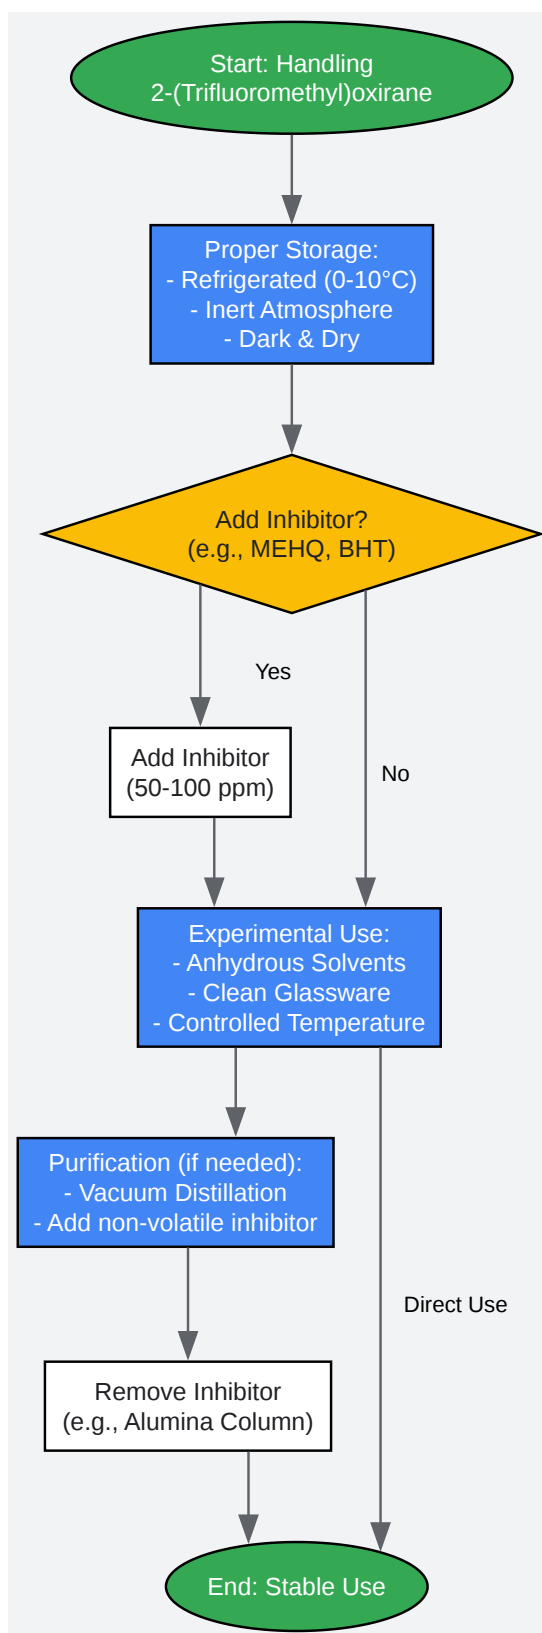 Start: Handling
2-(Trifluoromethyl)oxirane
Proper Storage:
- Refrigerated (0-10°C)
- Inert Atmosphere
- Dark & Dry
Add Inhibitor?
(e.g., MEHQ, BHT)
Yes
Add Inhibitor
(50-100 ppm)
No
Experimental Use:
- Anhydrous Solvents
- Clean Glassware
- Controlled Temperature
Purification (if needed):
- Vacuum Distillation
- Add non-volatile inhibitor
Direct Use
Remove Inhibitor
(e.g., Alumina Column)
End: Stable Use